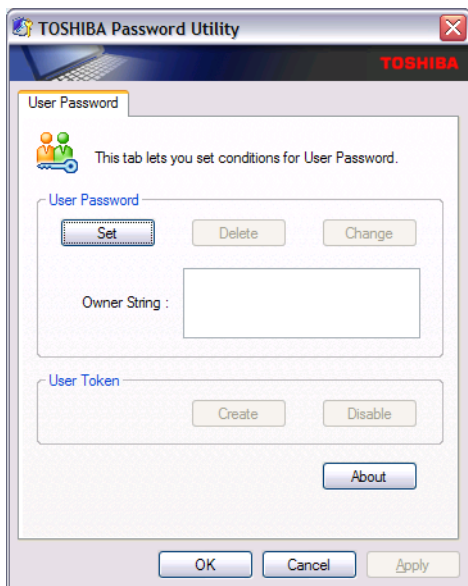 TOSHIBA Password Utility
TOSHIBA
User Password
This tab lets you set conditions for User Password.
User Password
Set Delete Change
Owner String :
User Token
Create Disable
About
OK Cancel Apply